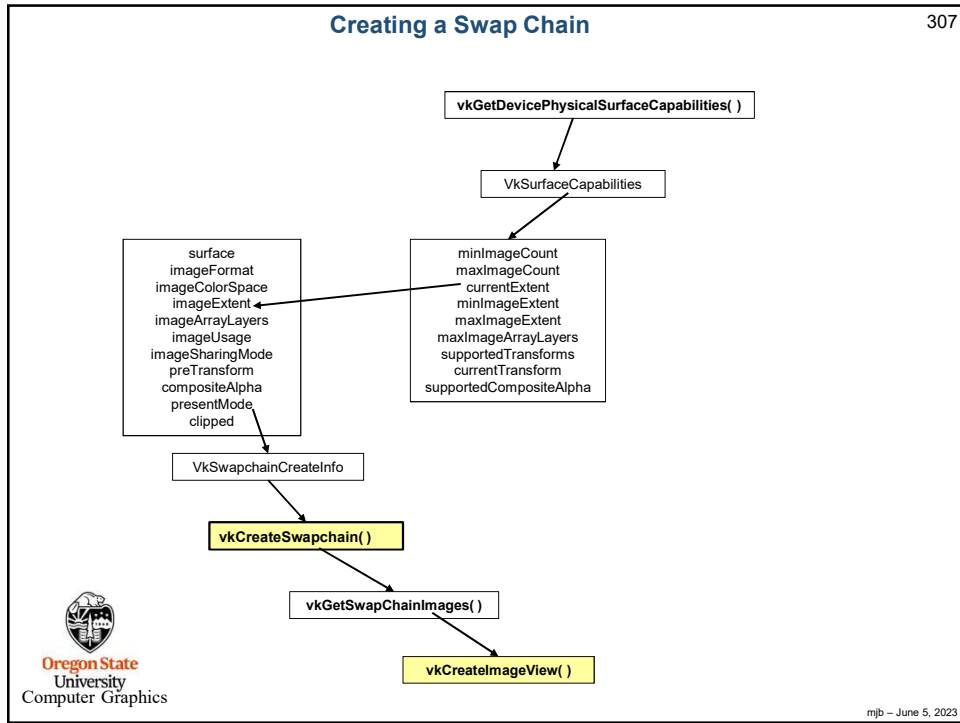 Creating a Swap Chain
307
vkGetDevicePhysicalSurfaceCapabilities( )
VkSurfaceCapabilities
surface
imageFormat
imageColorSpace
imageExtent
imageArrayLayers
imageUsage
imageSharingMode
preTransform
compositeAlpha
presentMode
clipped
minImageCount
maxImageCount
currentExtent
minImageExtent
maxImageExtent
maxImageArrayLayers
supportedTransforms
currentTransform
supportedCompositeAlpha
VkSwapchainCreateInfo
vkCreateSwapchain( )
vkGetSwapChainImages( )
vkCreateImageView( )
Oregon State
University
Computer Graphics
mjb – June 5, 2023